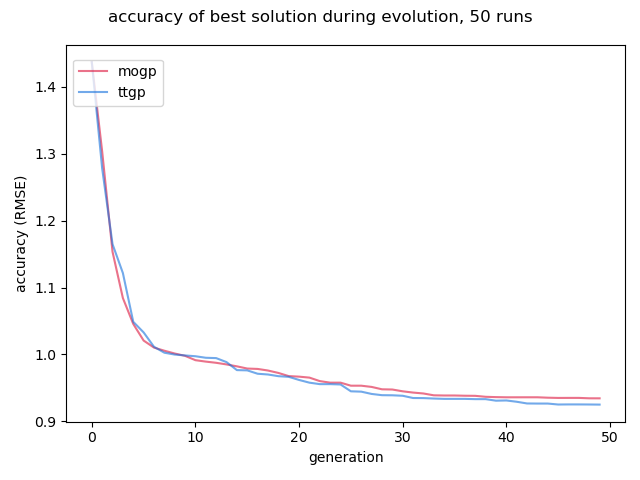 accuracy of best solution during evolution, 50 runs
mogp
ttgp
accuracy (RMSE)
1.4
1.3
1.2
1.1
1.0
0.9
0
10
20
30
40
50
generation